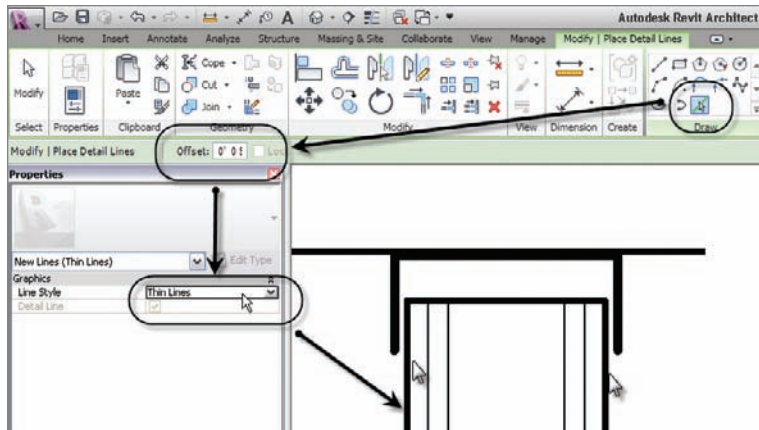 Autodesk Revit Architect
Home Insert Annotate Analyze Structure Massing & Site Collaborate View Manage Modify | Place Detail Lines
Modify Paste Cope
Cut
Join
Select Properties Clipboard Geometry Modify View Dimension Create Draw
Modify | Place Detail Lines Offset:
Properties
New Lines (Thin Lines) Edit Type
Graphics
Line Style Thin Lines
Detail Line